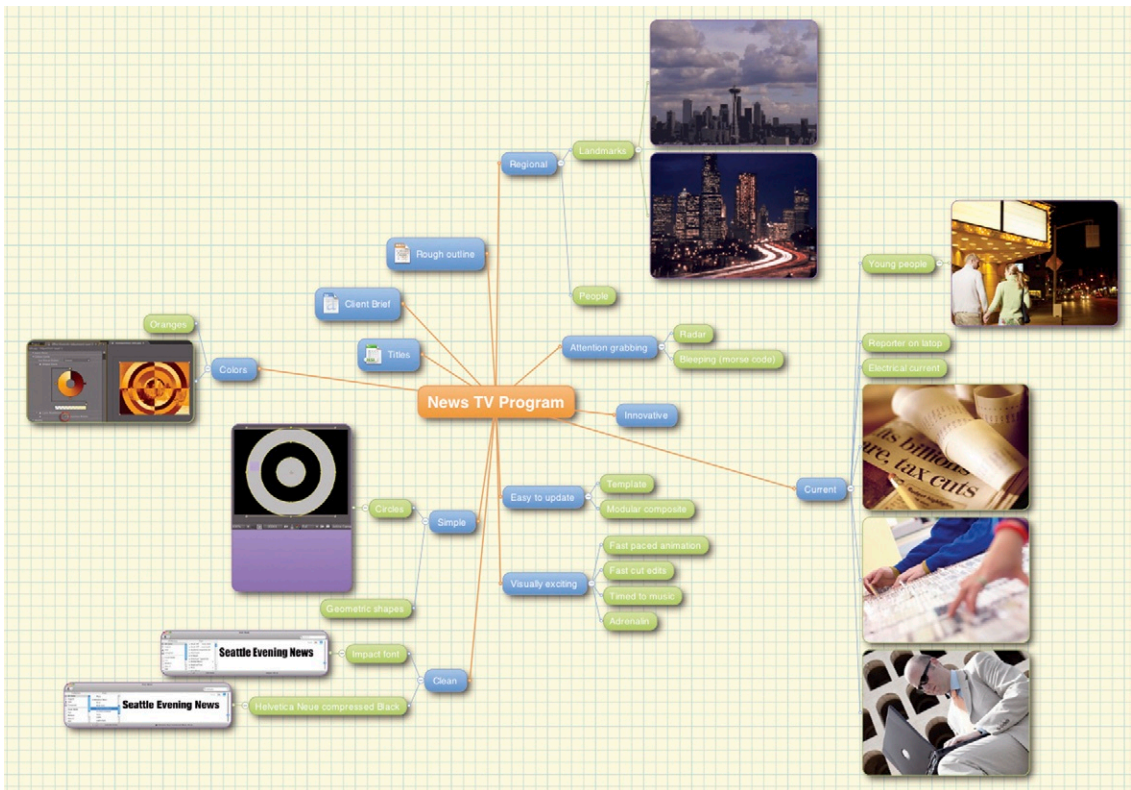 Regional
Landmarks
People
Rough outline
Client Brief
Titles
Oranges
Colors
News TV Program
Attention grabbing
Radar
Bleeping (morse code)
Innovative
Young people
Reporter on latop
Electrical current
Current
its billions
are, tax cuts
Easy to update
Template
Modular composite
Visually exciting
Fast paced animation
Fast cut edits
Timed to music
Adrenalin
Simple
Circles
Geometric shapes
Clean
Impact font
Seattle Evening News
Helvetica Neue compressed Black
Seattle Evening News